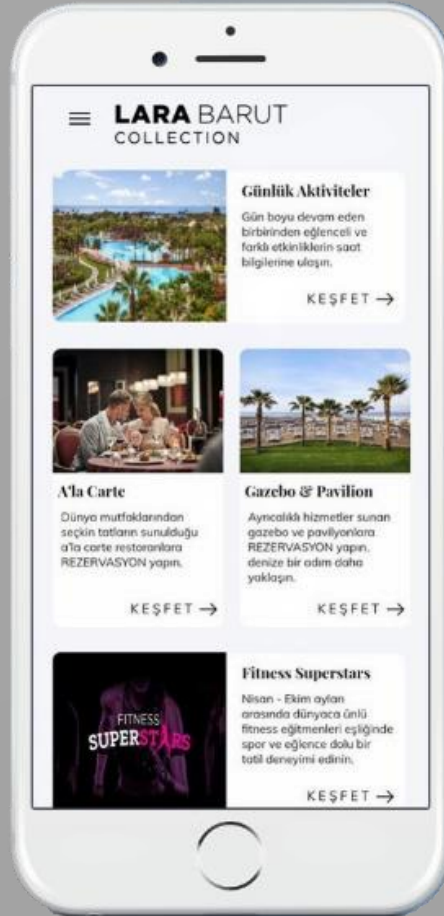 LARA BARUT
COLLECTION
Günlük Aktiviteler
Gün boyu devam eden
birbirinden eğlenceli ve
farklı etkinliklerin saat
bilgilerine ulaşın.
KEŞFET →
A'la Carte
Dünya mutfaklarından
seçkin tatların sunulduğu
a'la carte restoranlara
REZERVASYON yapın.
KEŞFET →
Gazebo & Pavilion
Ayrıcalıklı hizmetler sunan
gazebo ve pavilyonlara
REZERVASYON yapın,
denize bir adım daha
yaklaşın.
KEŞFET →
FITNESS
SUPERSTARS
Fitness Superstars
Nisan - Ekim ayları
arasında dünyaca ünlü
fitness eğitmenleri eşliğinde
spor ve eğlence dolu bir
tatil deneyimi edinin.
KEŞFET →